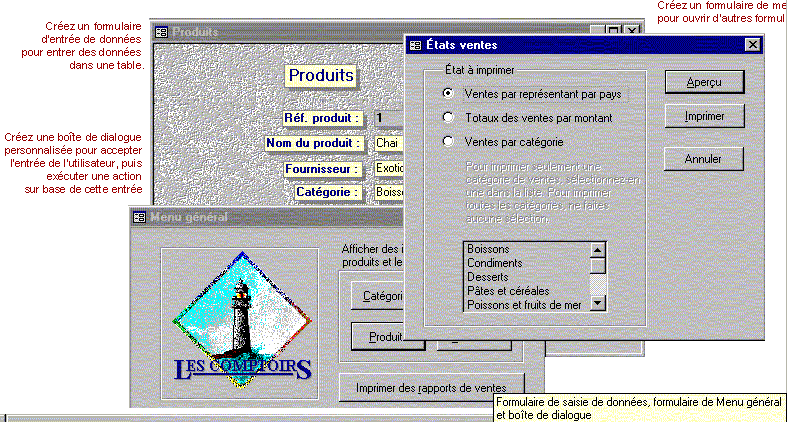 Créez un formulaire
d'entrée de données
pour entrer des données
dans une table.
Créez un formulaire de me
pour ouvrir d'autres formul
Produits
Produits
Réf. produit :
1
Nom du produit :
Chai
Fournisseur :
Exotic
Catégorie :
Boisso
Créez une boîte de dialogue
personnalisée pour accepter
l'entrée de l'utilisateur, puis
exécuter une action
sur base de cette entrée
États ventes
État à imprimer
Ventes par représentant par pays
Totaux des ventes par montant
Ventes par catégorie
Pour imprimer seulement une
catégorie de ventes, sélectionnez-en
une dans la liste. Pour imprimer
toutes les catégories, ne faites
aucune sélection.
Boissons
Condiments
Desserts
Pâtes et céréales
Poissons et fruits de mer
Aperçu
Imprimer
Annuler
Menu général
LES COMPTOIRS
Afficher des i
produits et le
Catégori
Produit
Imprimer des rapports de ventes
Formulaire de saisie de données, formulaire de Menu général
et boîte de dialogue